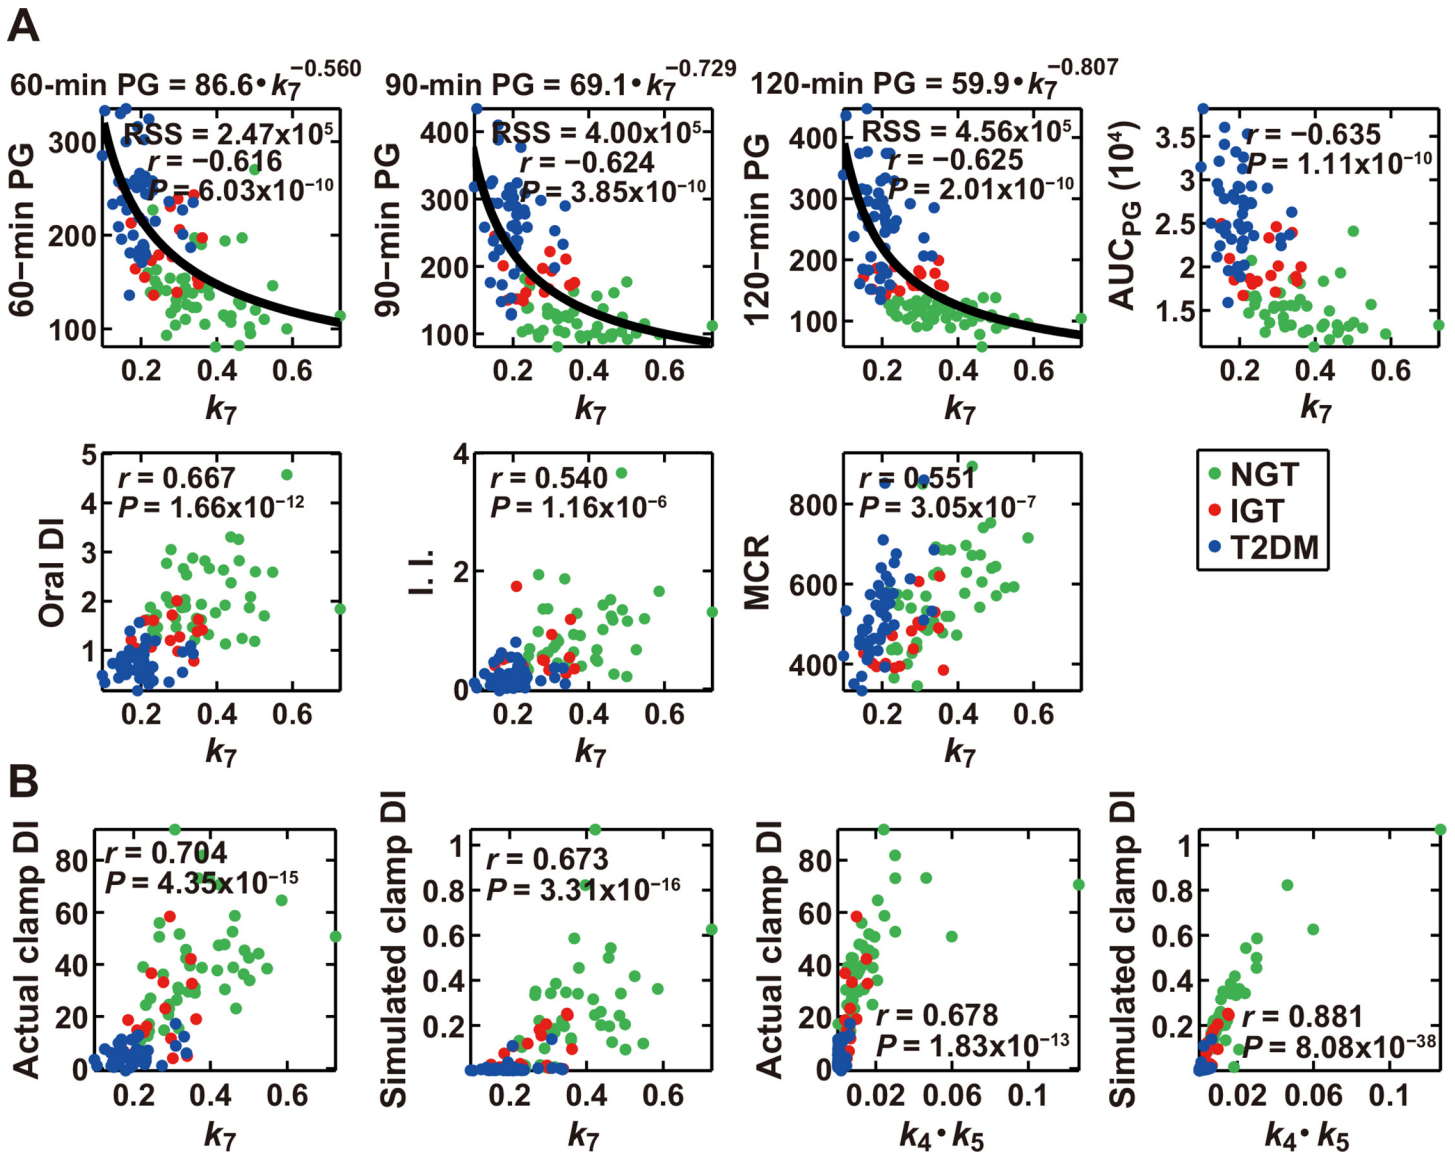 A
60-min PG = 86.6•k₇⁻⁰·⁵⁶⁰
RSS = 2.47x10⁵
r = −0.616
P = 6.03x10⁻¹⁰
60−min PG
300
200
100
0.2 0.4 0.6
k₇
90-min PG = 69.1•k₇⁻⁰·⁷²⁹
RSS = 4.00x10⁵
r = −0.624
P = 3.85x10⁻¹⁰
90−min PG
400
300
200
100
0.2 0.4 0.6
k₇
120-min PG = 59.9•k₇⁻⁰·⁸⁰⁷
RSS = 4.56x10⁵
r = −0.625
P = 2.01x10⁻¹⁰
120−min PG
400
300
200
100
0.2 0.4 0.6
k₇
r = −0.635
P = 1.11x10⁻¹⁰
AUC_PG (10⁴)
3.5
3
2.5
2
1.5
0.2 0.4 0.6
k₇
r = 0.667
P = 1.66x10⁻¹²
Oral DI
5
4
3
2
1
0.2 0.4 0.6
k₇
r = 0.540
P = 1.16x10⁻⁶
I. I.
4
2
0
0.2 0.4 0.6
k₇
r = 0.551
P = 3.05x10⁻⁷
MCR
800
600
400
0.2 0.4 0.6
k₇
NGT
IGT
T2DM
B
r = 0.704
P = 4.35x10⁻¹⁵
Actual clamp DI
80
60
40
20
0
0.2 0.4 0.6
k₇
r = 0.673
P = 3.31x10⁻¹⁶
Simulated clamp DI
1
0.8
0.6
0.4
0.2
0.2 0.4 0.6
k₇
r = 0.678
P = 1.83x10⁻¹³
Actual clamp DI
80
60
40
20
0
0.02 0.06 0.1
k₄•k₅
r = 0.881
P = 8.08x10⁻³⁸
Simulated clamp DI
1
0.8
0.6
0.4
0.2
0.02 0.06 0.1
k₄•k₅